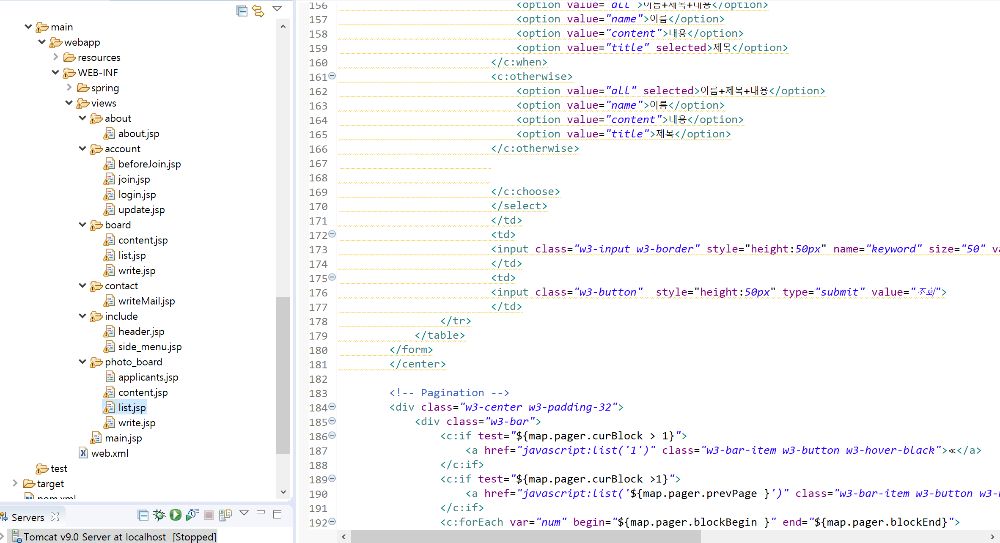 main
webapp
resources
WEB-INF
spring
views
about
about.jsp
account
beforeJoin.jsp
join.jsp
login.jsp
update.jsp
board
content.jsp
list.jsp
write.jsp
contact
writeMail.jsp
include
header.jsp
side_menu.jsp
photo_board
applicants.jsp
content.jsp
list.jsp
write.jsp
main.jsp
web.xml
test
target
pom.xml
Servers
Tomcat v9.0 Server at localhost [Stopped]
156 <option value="all">이름+제목+내용</option>
157 <option value="name">이름</option>
158 <option value="content">내용</option>
159 <option value="title" selected>제목</option>
160 </c:when>
161 <c:otherwise>
162 <option value="all" selected>이름+제목+내용</option>
163 <option value="name">이름</option>
164 <option value="content">내용</option>
165 <option value="title">제목</option>
166 </c:otherwise>
167
168
169 </c:choose>
170 </select>
171 </td>
172 <td>
173 <input class="w3-input w3-border" style="height:50px" name="keyword" size="50" va
174 </td>
175 <td>
176 <input class="w3-button"  style="height:50px" type="submit" value="조회">
177 </td>
178 </tr>
179 </table>
180 </form>
181 </center>
182
183 <!-- Pagination -->
184 <div class="w3-center w3-padding-32">
185 <div class="w3-bar">
186 <c:if test="${map.pager.curBlock > 1}">
187 <a href="javascript:list('1')" class="w3-bar-item w3-button w3-hover-black">≪</a>
188 </c:if>
189 <c:if test="${map.pager.curBlock >1}">
190 <a href="javascript:list('${map.pager.prevPage }')" class="w3-bar-item w3-button w3-h
191 </c:if>
192 <c:forEach var="num" begin="${map.pager.blockBegin }" end="${map.pager.blockEnd}">